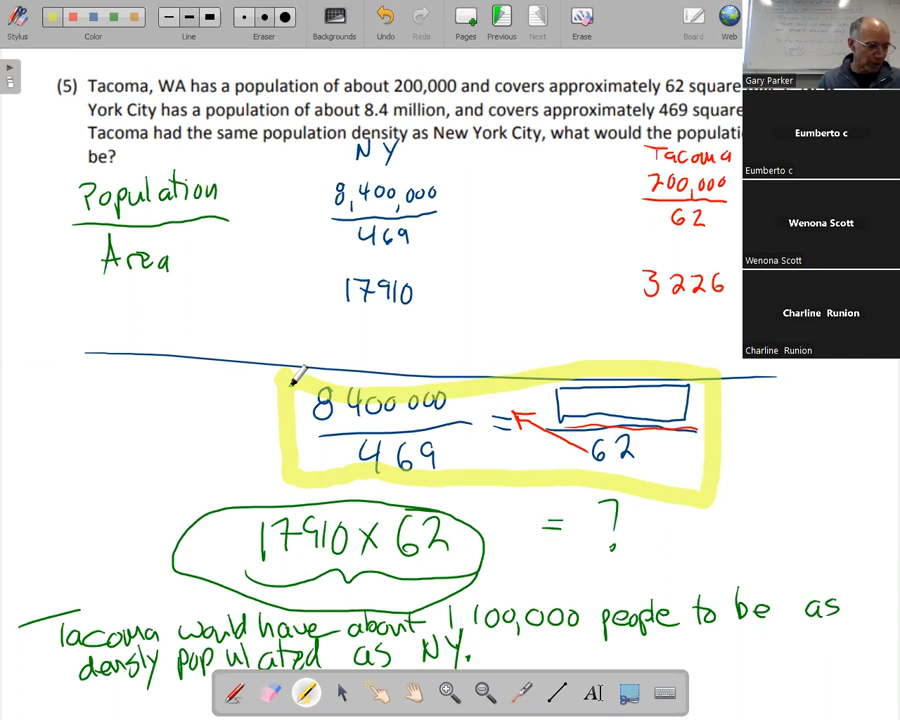 Stylus
Color
Line
Eraser
Backgrounds
Undo
Redo
Pages
Previous
Next
Erase
Board
Web
Gary Parker
(5) Tacoma, WA has a population of about 200,000 and covers approximately 62 square
York City has a population of about 8.4 million, and covers approximately 469 square
Tacoma had the same population density as New York City, what would the populati
be?
Eumberto c
Eumberto c
Wenona Scott
Wenona Scott
Charline Runion
Charline Runion
Population
Area
NY
8,400,000
469
17910
Tacoma
200,000
62
3226
8 400 000
469
=
62
17910 x 62 = ?
Tacoma would have about 1,100,000 people to be as
densly populated as NY.
AI